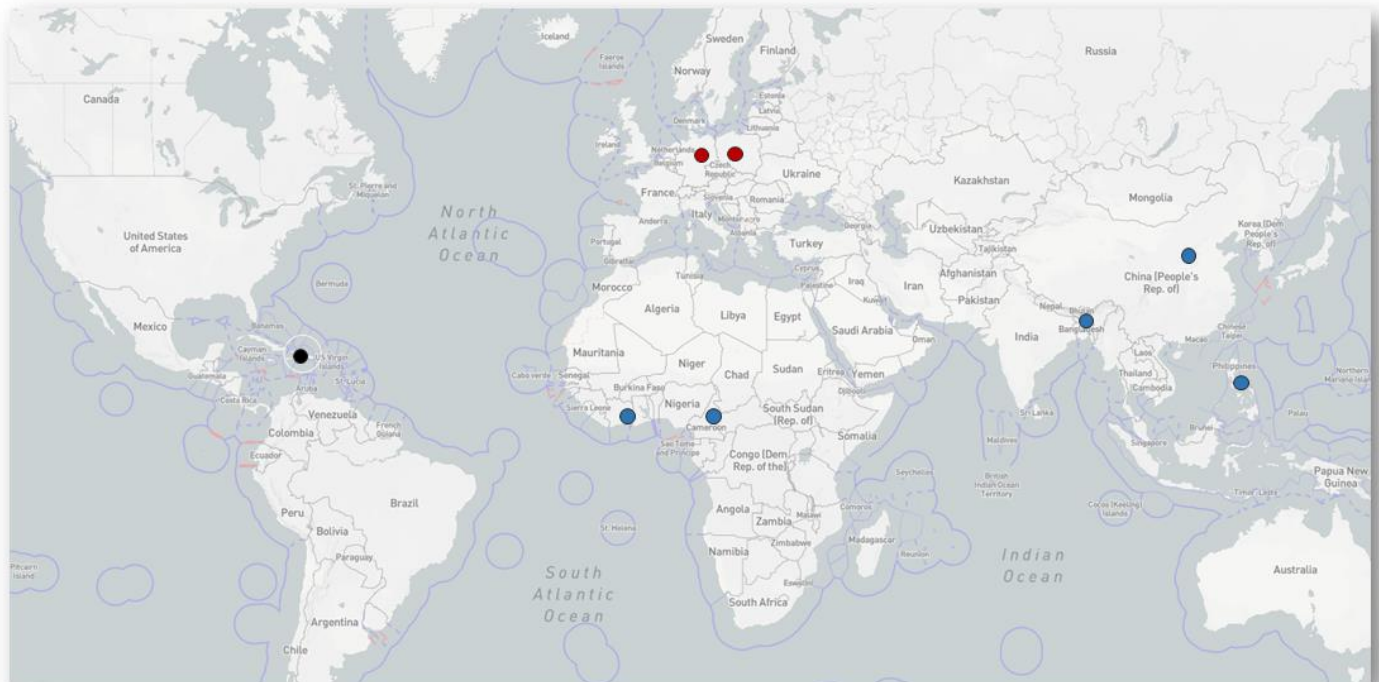 Iceland
Sweden
Finland
Russia
Faeroe
Islands
Norway
Canada
Estonia
Latvia
Denmark
Lithuania
Ireland
Netherlands
Belgium
Czech
Republic
Ukraine
Kazakhstan
Mongolia
St. Pierre and
Miquelon
France
Slovenia
Romania
North
Atlantic
Ocean
Andorra
Italy
Montenegro
Albania
Georgia
Uzbekistan
Korea (Dem
People's
Rep. of)
United States
of America
Portugal
Gibraltar
Turkey
Tajikistan
Bermuda
Tunisia
Cyprus
Palestine
Iraq
Iran
Afghanistan
China (People's
Rep. of)
Morocco
Kuwait
Pakistan
Nepal
Bhutan
Algeria
Libya
Egypt
Bangladesh
Mexico
Bahamas
Saudi Arabia
India
Chinese
Taipei
Macao
Oman
Cayman
Islands
US Virgin
Islands
Mauritania
Niger
Chad
Sudan
Eritrea
Yemen
Laos
Thailand
Cambodia
Philippines
Northern
Mariana Islan
Guatemala
St. Lucia
Aruba
Cabo verde
Senegal
Burkina Faso
Djibouti
Costa Rica
Sierra Leone
Nigeria
South Sudan
(Rep. of)
Sri Lanka
Palau
Venezuela
Colombia
French
Guiana
Cameroon
Somalia
Maldives
Brunei
Singapore
Ecuador
Sao Tome
and Principe
Congo (Dem.
Rep. of the)
Seychelles
British
Indian Ocean
Territory
Papua New
Guinea
Timor-Leste
Brazil
Peru
Angola
Malawi
Comoros
Cocos (Keeling)
Islands
Bolivia
St. Helena
Zambia
Zimbabwe
Madagascar
Reunion
Paraguay
Namibia
Indian
Ocean
Pitcairn
Island
South
Atlantic
Ocean
Eswatini
South Africa
Australia
Argentina
Chile